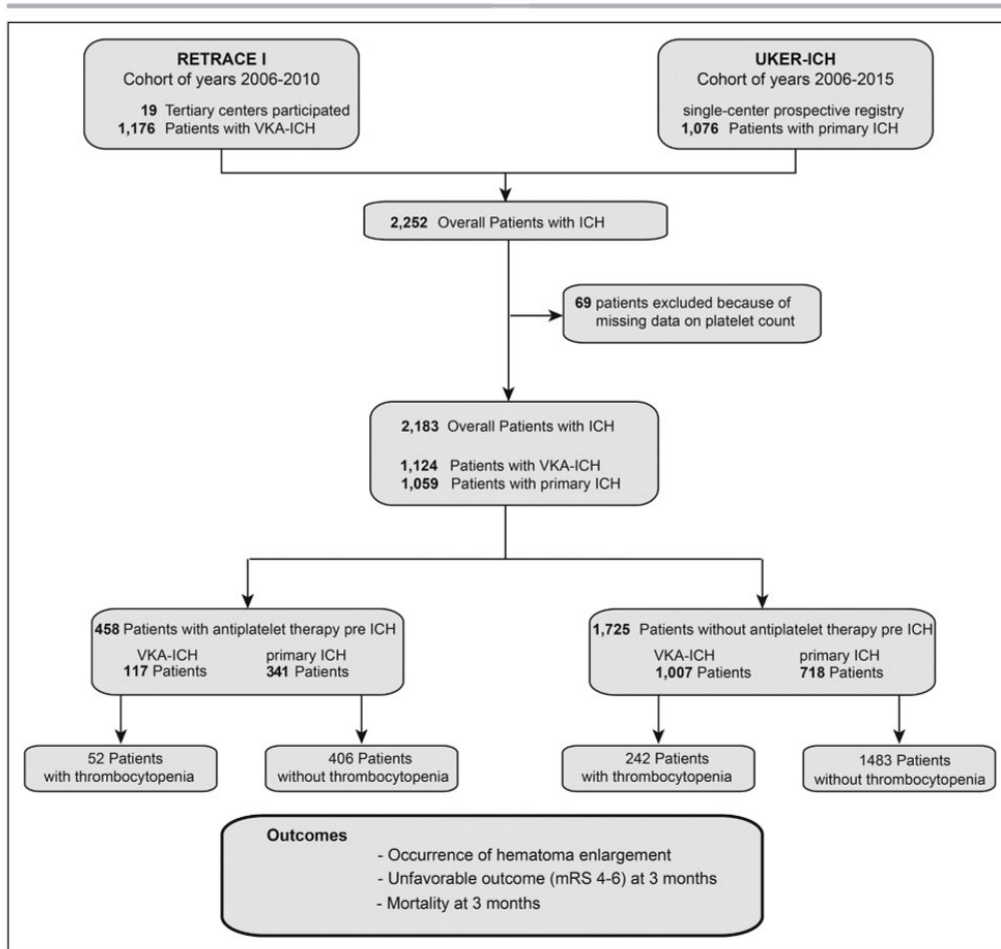 RETRACE I
Cohort of years 2006-2010
19 Tertiary centers participated
1,176 Patients with VKA-ICH
UKER-ICH
Cohort of years 2006-2015
single-center prospective registry
1,076 Patients with primary ICH
2,252 Overall Patients with ICH
69 patients excluded because of
missing data on platelet count
2,183 Overall Patients with ICH
1,124 Patients with VKA-ICH
1,059 Patients with primary ICH
458 Patients with antiplatelet therapy pre ICH
VKA-ICH primary ICH
117 Patients 341 Patients
1,725 Patients without antiplatelet therapy pre ICH
VKA-ICH primary ICH
1,007 Patients 718 Patients
52 Patients
with thrombocytopenia
406 Patients
without thrombocytopenia
242 Patients
with thrombocytopenia
1483 Patients
without thrombocytopenia
Outcomes
- Occurrence of hematoma enlargement
- Unfavorable outcome (mRS 4-6) at 3 months
- Mortality at 3 months